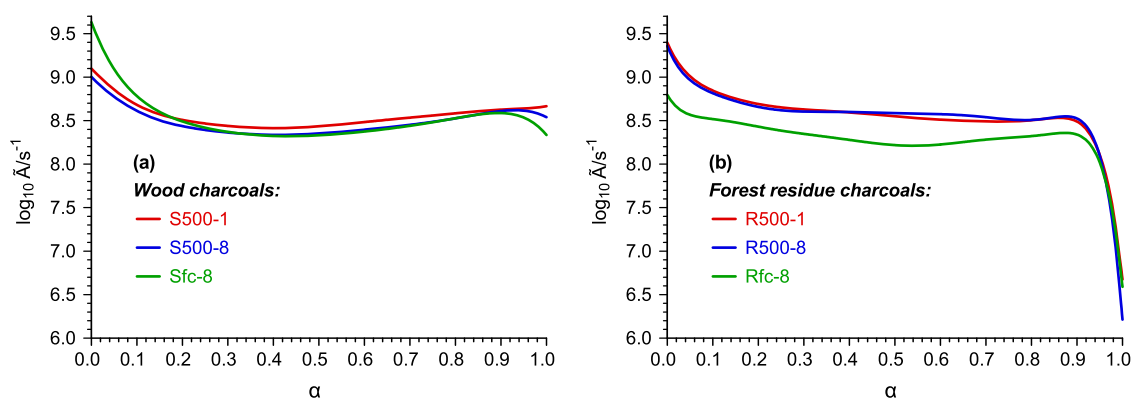 log₁₀ Ã/s⁻¹
9.5
9.0
8.5
8.0
7.5
7.0
6.5
6.0
(a)
Wood charcoals:
S500-1
S500-8
Sfc-8
0.0 0.1 0.2 0.3 0.4 0.5 0.6 0.7 0.8 0.9 1.0
α
log₁₀ Ã/s⁻¹
9.5
9.0
8.5
8.0
7.5
7.0
6.5
6.0
(b)
Forest residue charcoals:
R500-1
R500-8
Rfc-8
0.0 0.1 0.2 0.3 0.4 0.5 0.6 0.7 0.8 0.9 1.0
α